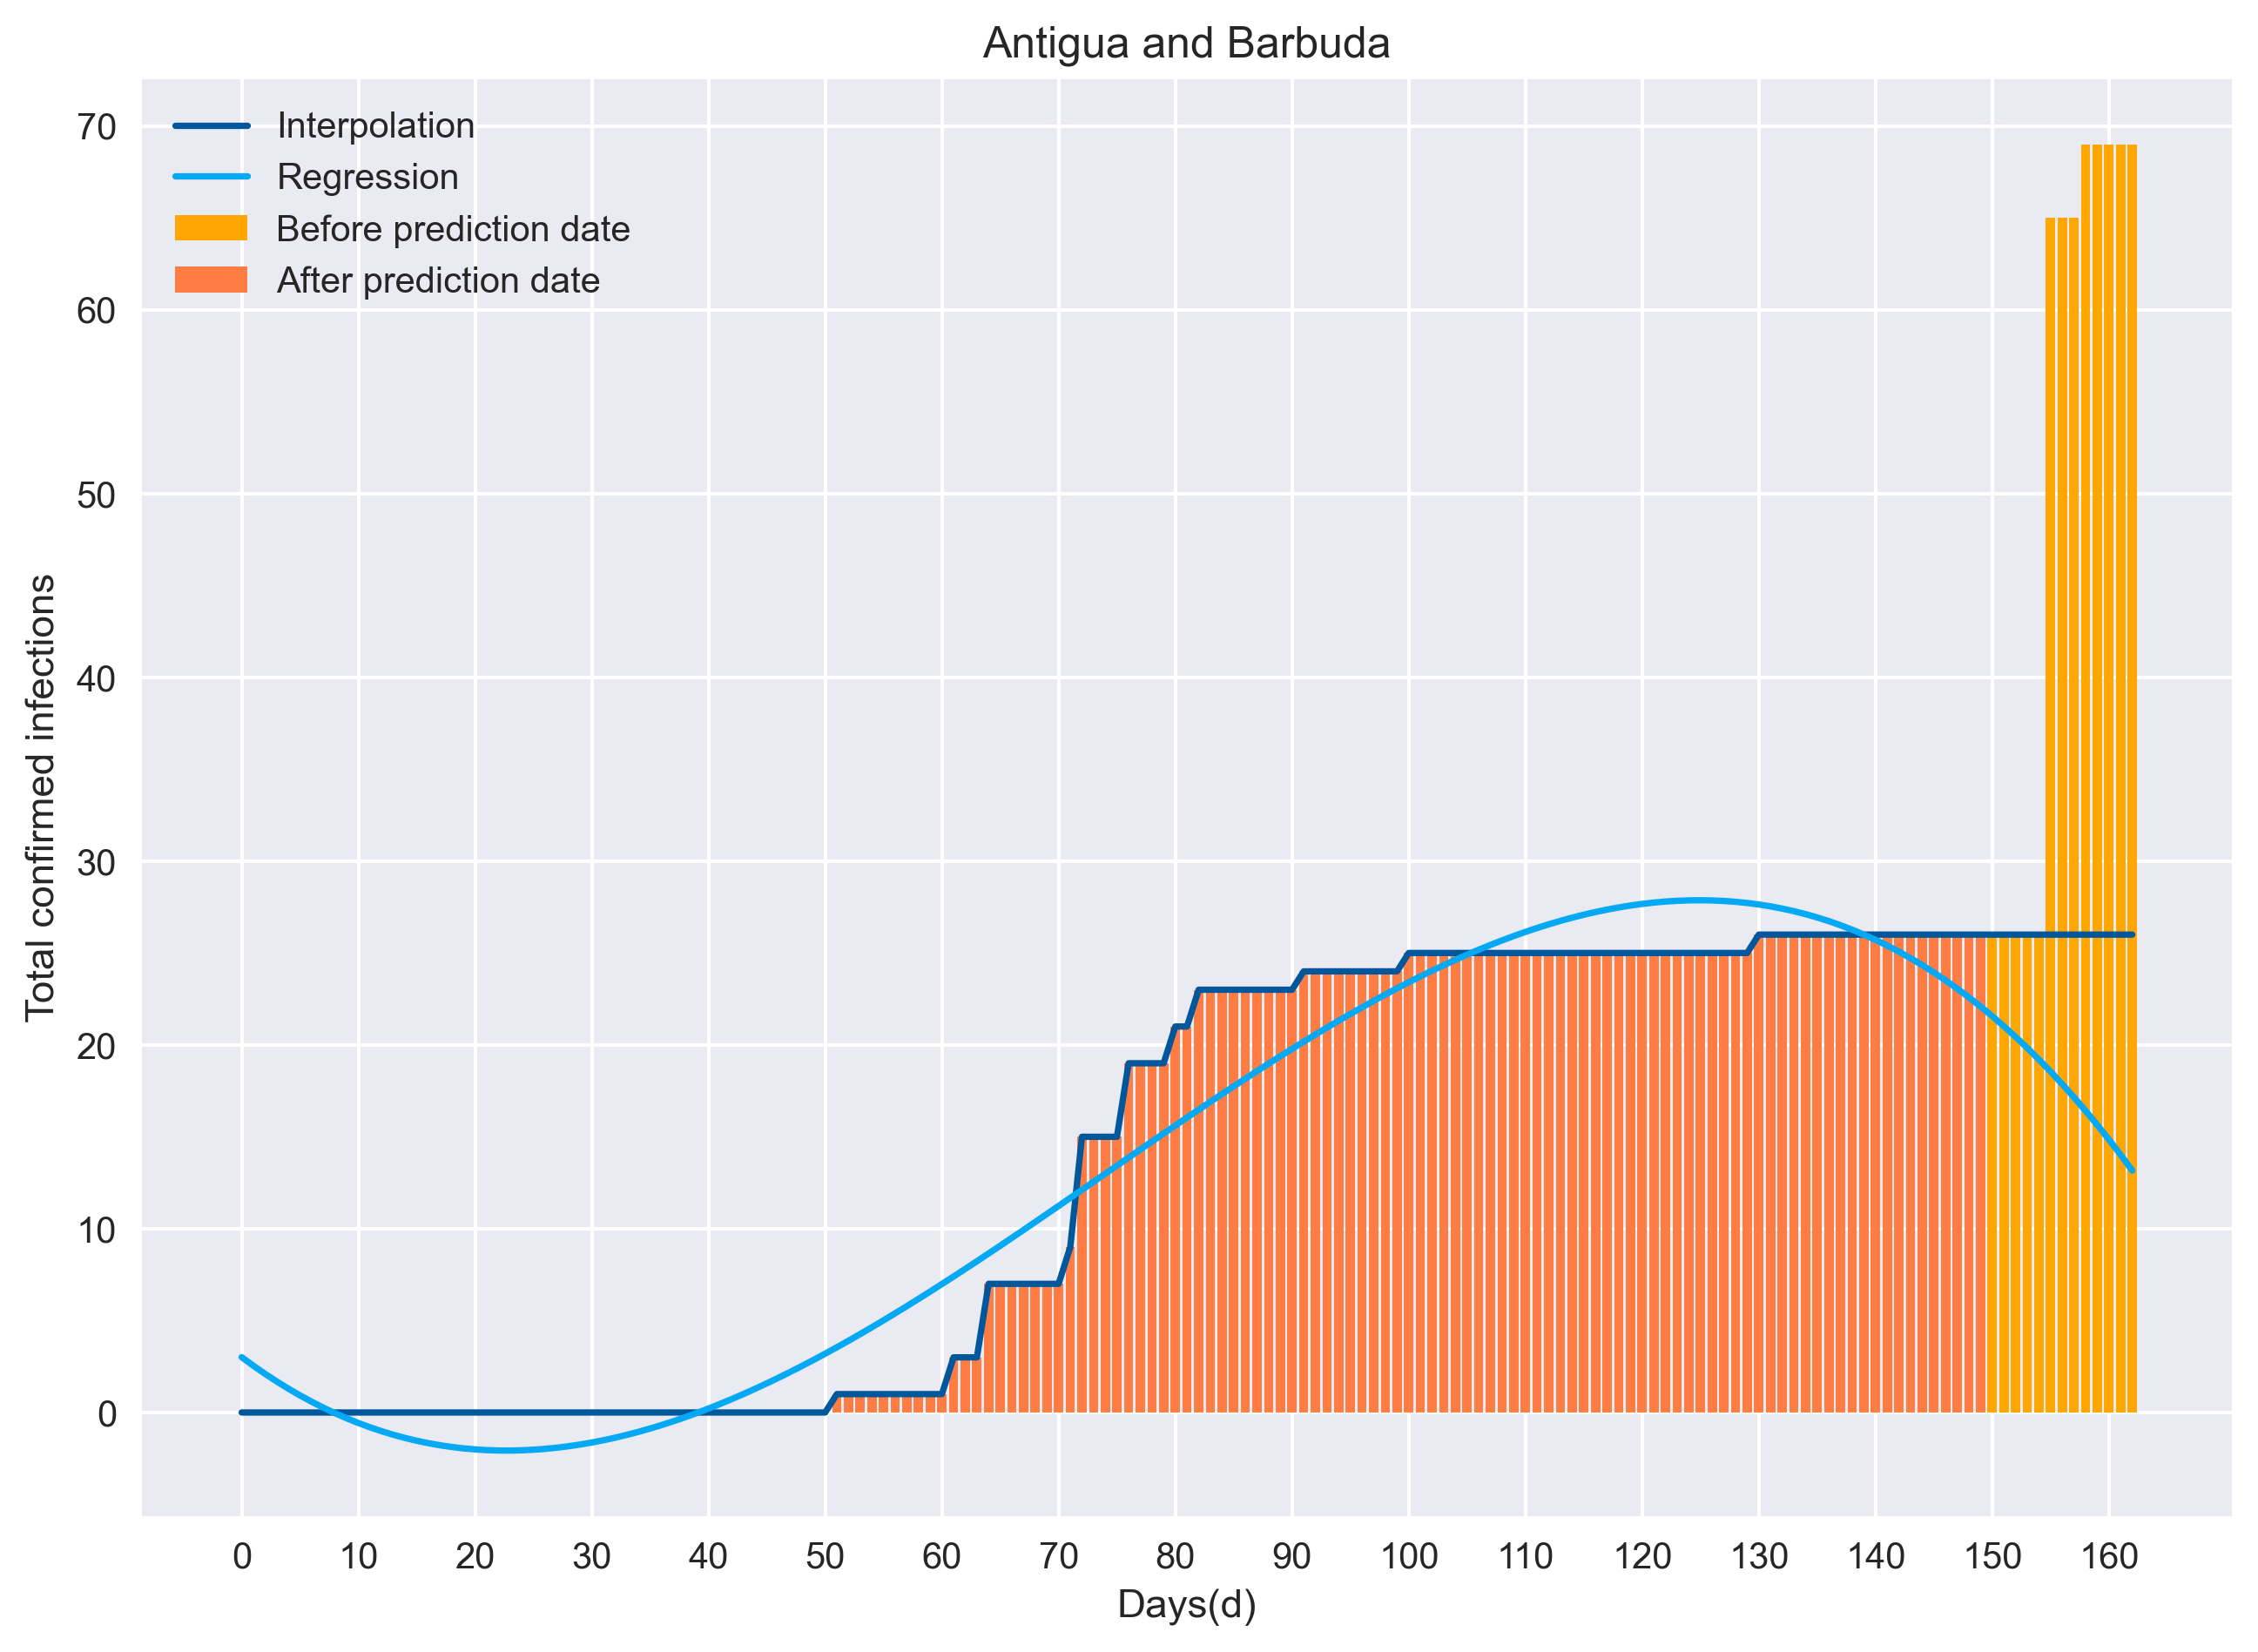 Antigua and Barbuda
Interpolation
Regression
Before prediction date
After prediction date
70
60
50
40
30
20
10
0
Total confirmed infections
0 10 20 30 40 50 60 70 80 90 100 110 120 130 140 150 160
Days(d)